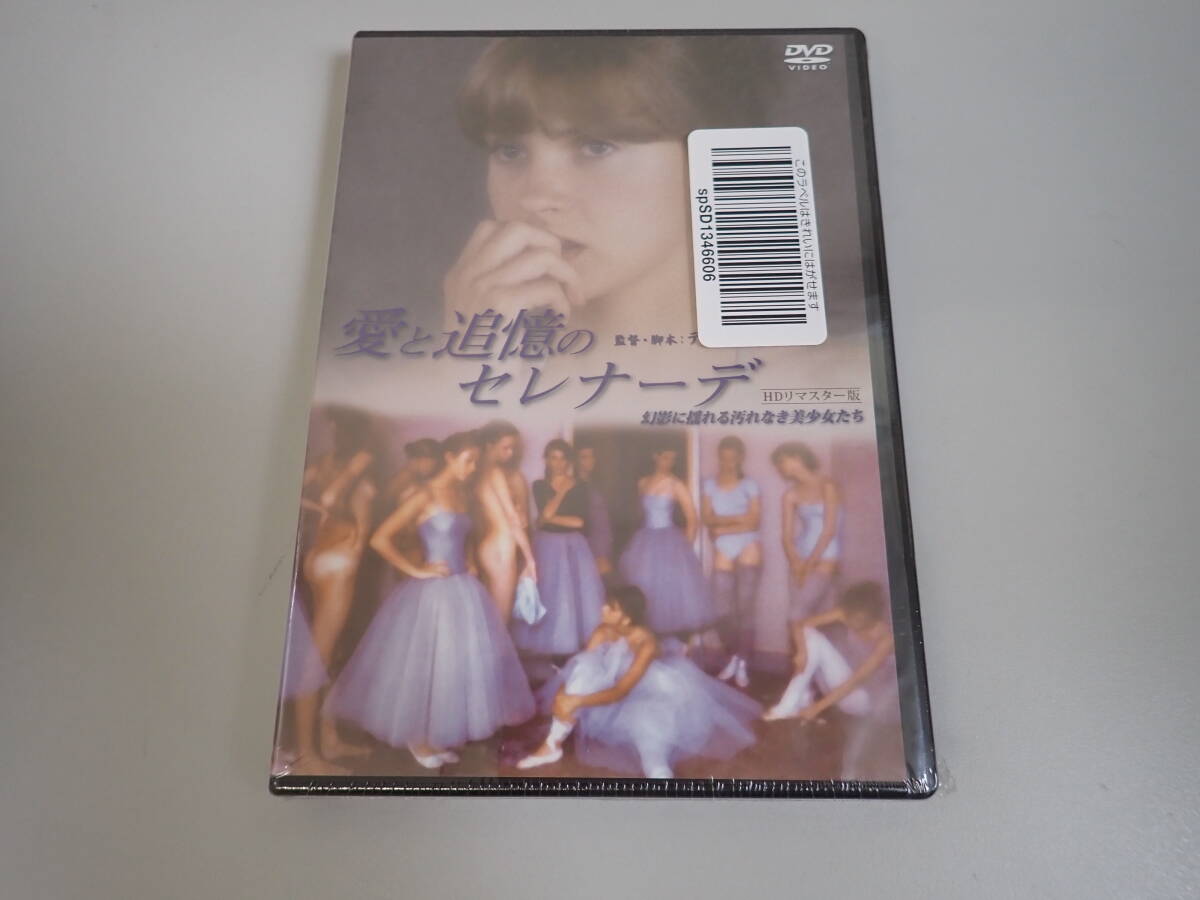 DVD
VIDEO
このラベルはきれいにはがせます
spSD1346606
愛と追憶の
監督・脚本:デ
セレナーデ
HDリマスター版
幻影に揺れる汚れなき美少女たち